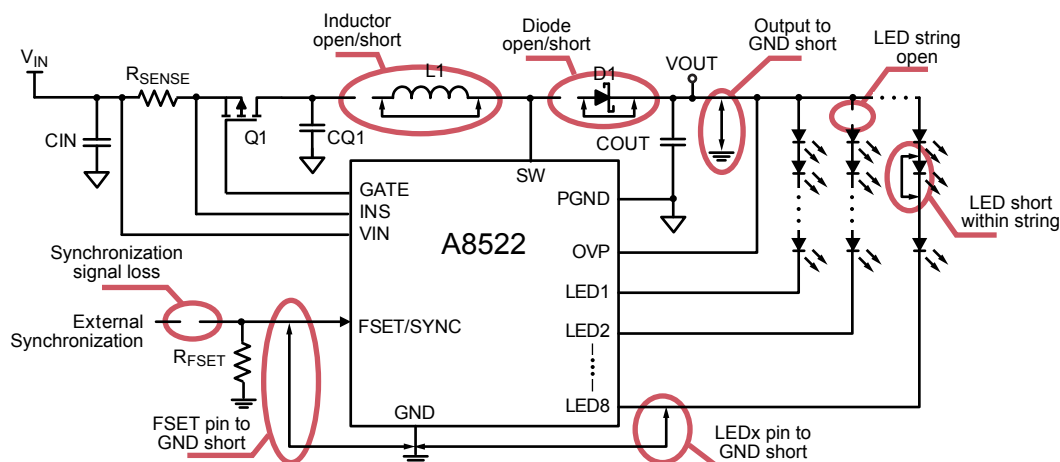 Inductor
open/short
Diode
open/short
Output to
GND short
LED string
open
VIN
RSENSE
L1
D1
VOUT
CIN
Q1
CQ1
COUT
SW
GATE
INS
VIN
PGND
A8522
OVP
LED short
within string
Synchronization
signal loss
LED1
External
Synchronization
FSET/SYNC
LED2
RFSET
LED8
GND
FSET pin to
GND short
LEDx pin to
GND short